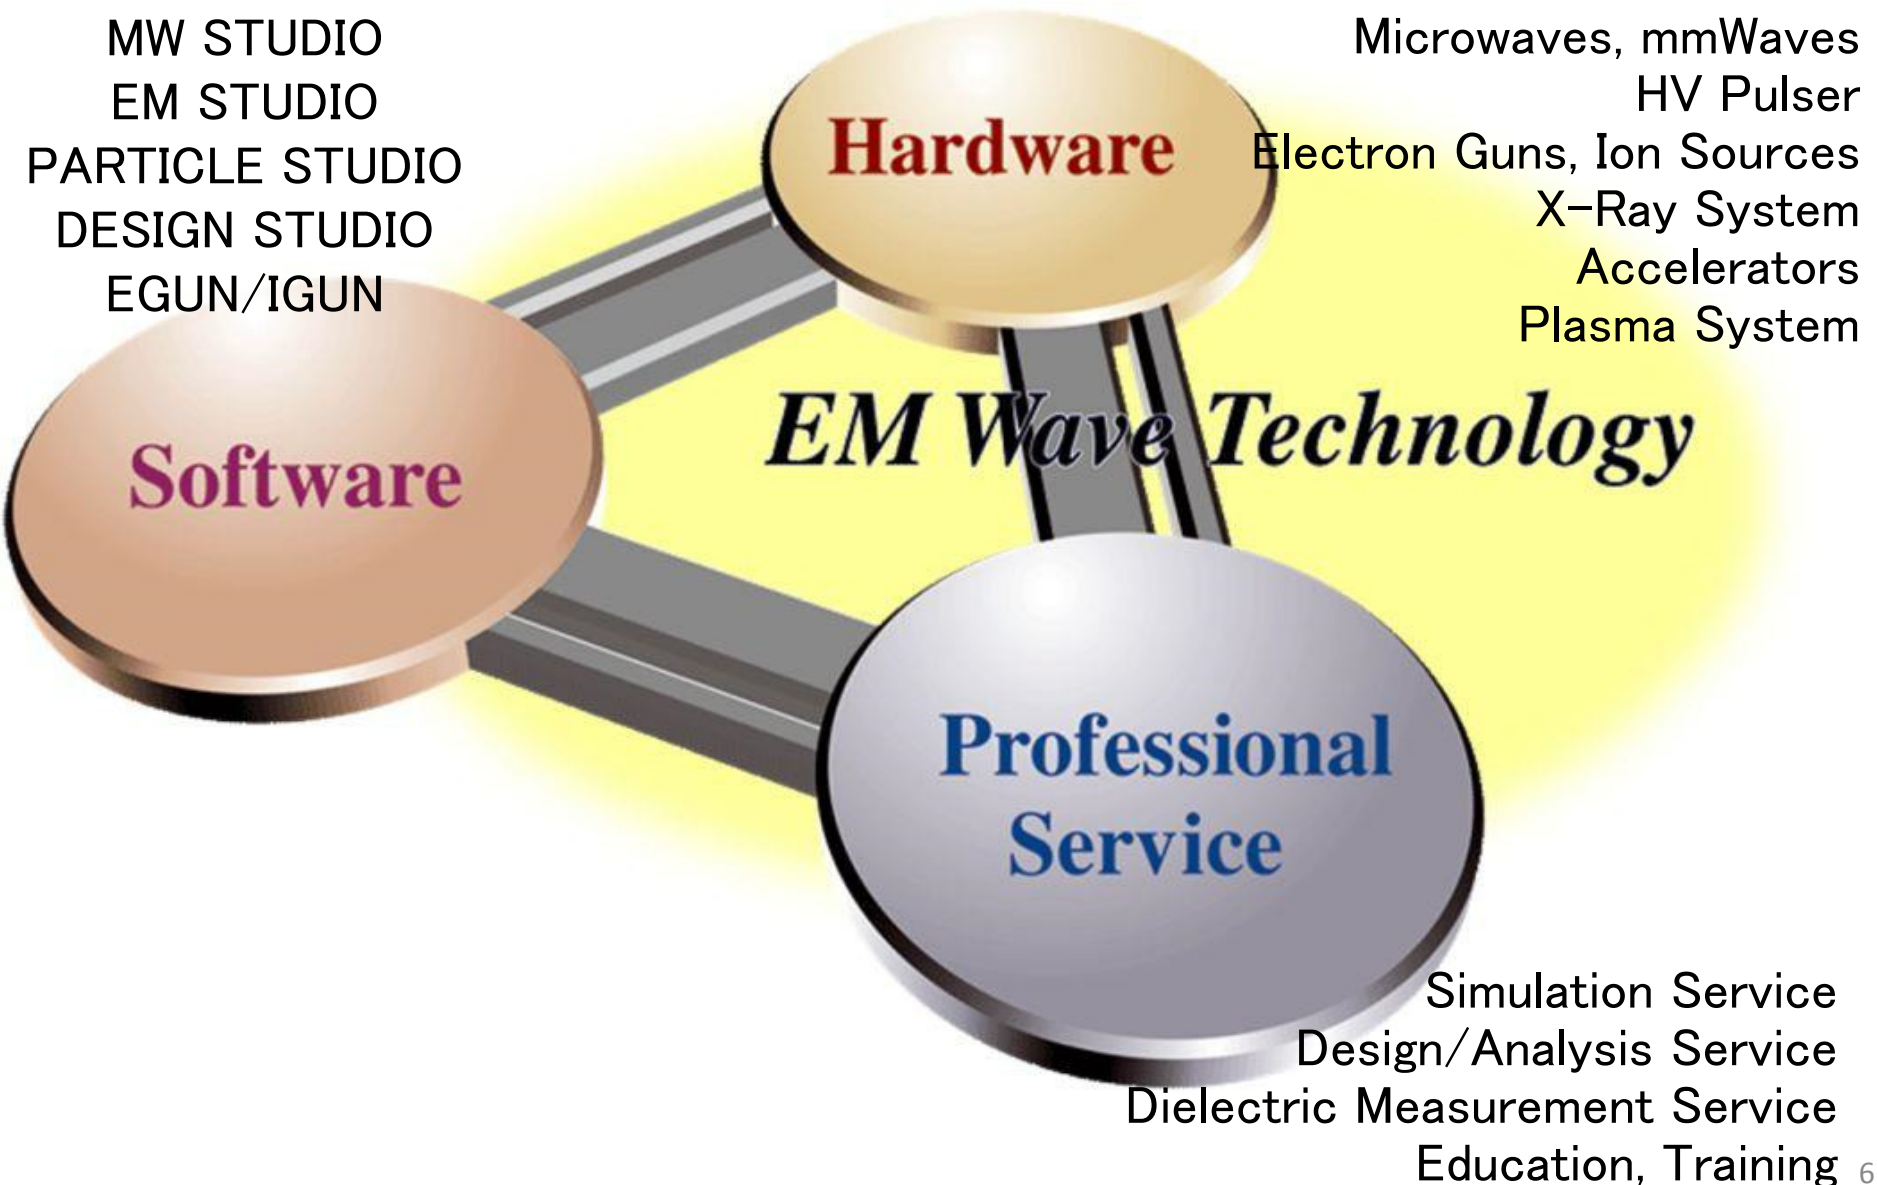 MW STUDIO
EM STUDIO
PARTICLE STUDIO
DESIGN STUDIO
EGUN/IGUN
Microwaves, mmWaves
HV Pulser
Electron Guns, Ion Sources
X-Ray System
Accelerators
Plasma System
Hardware
EM Wave Technology
Software
Professional
Service
Simulation Service
Design/Analysis Service
Dielectric Measurement Service
Education, Training
6